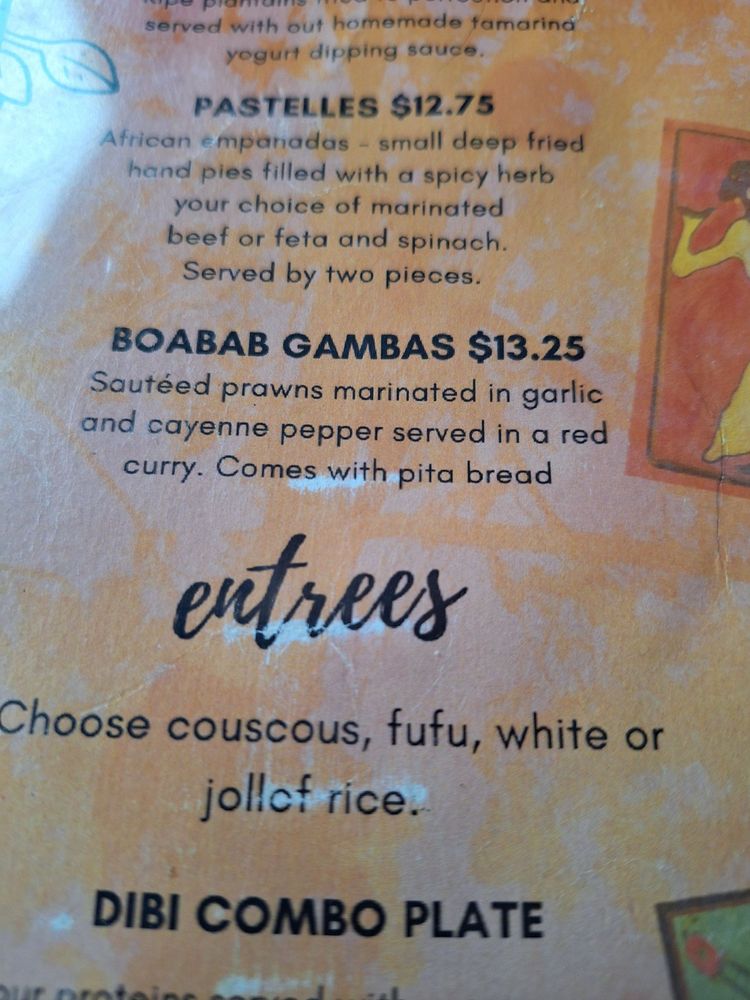 served with out homemade tamarind
yogurt dipping sauce.
PASTELLES $12.75
African empanadas - small deep fried
hand pies filled with a spicy herb
your choice of marinated
beef or feta and spinach.
Served by two pieces.
BOABAB GAMBAS $13.25
Sautéed prawns marinated in garlic
and cayenne pepper served in a red
curry. Comes with pita bread
entrees
Choose couscous, fufu, white or
jollof rice.
DIBI COMBO PLATE
proteins served with